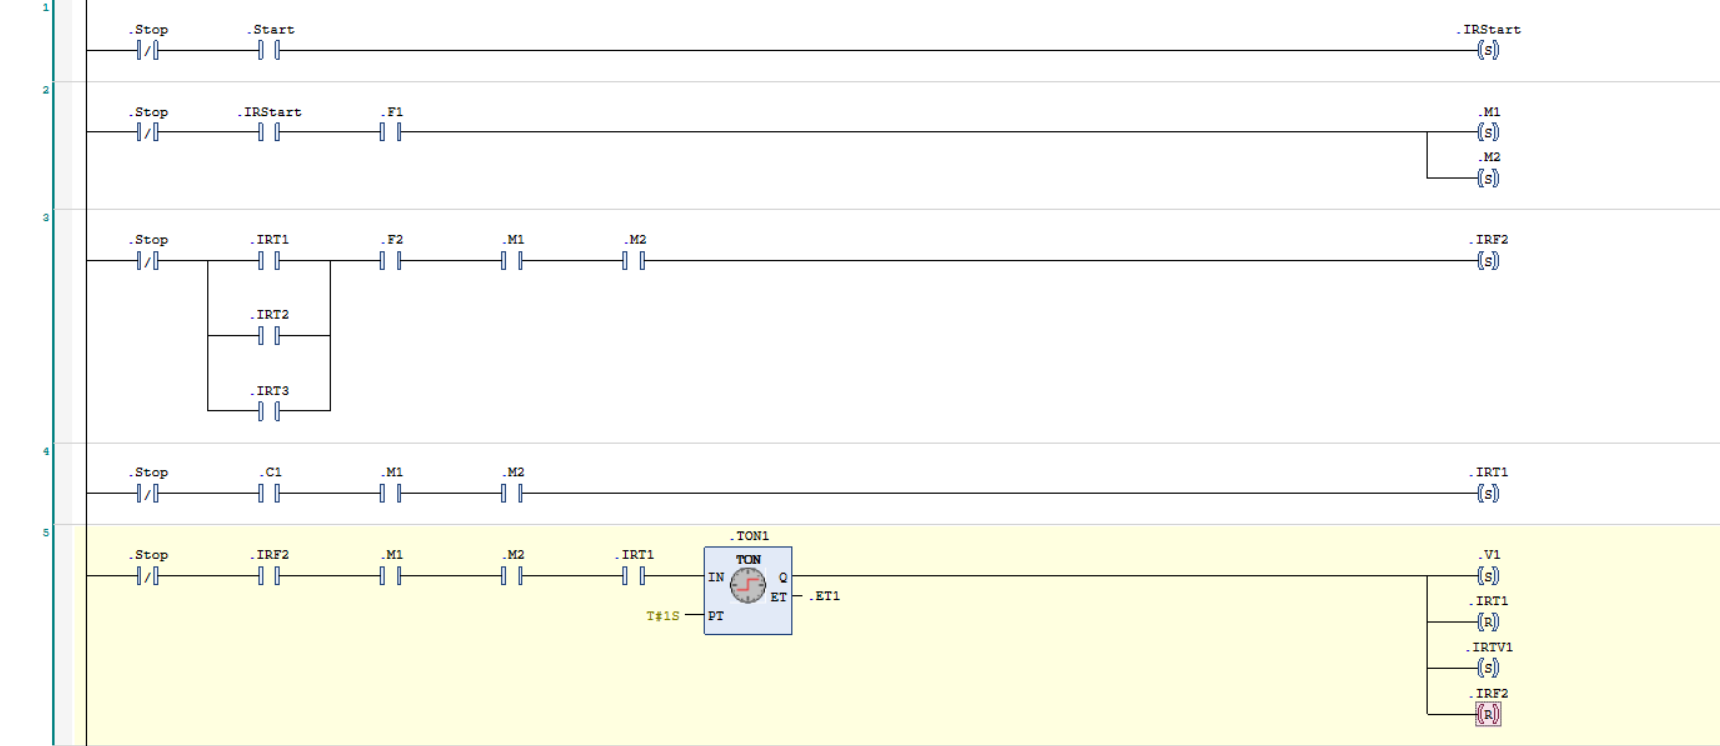 1
.Stop .Start .IRStart
(S)
2
.Stop .IRStart .F1 .M1
(S)
.M2
(S)
3
.Stop .IRT1 .F2 .M1 .M2 .IRF2
(S)
.IRT2
.IRT3
4
.Stop .C1 .M1 .M2 .IRT1
(S)
5
.TON1
.Stop .IRF2 .M1 .M2 .IRT1 TON .V1
IN Q (S)
ET .ET1
.IRT1
T#1S PT (R)
.IRTV1
(S)
.IRF2
(R)